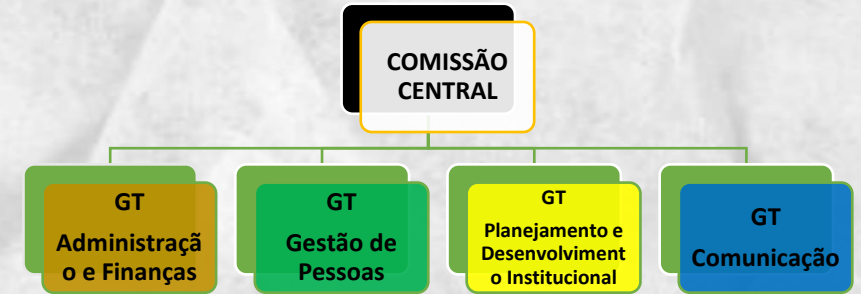 COMISSÃO
CENTRAL
GT
Administraçã
o e Finanças
GT
Gestão de
Pessoas
GT
Planejamento e
Desenvolviment
o Institucional
GT
Comunicação